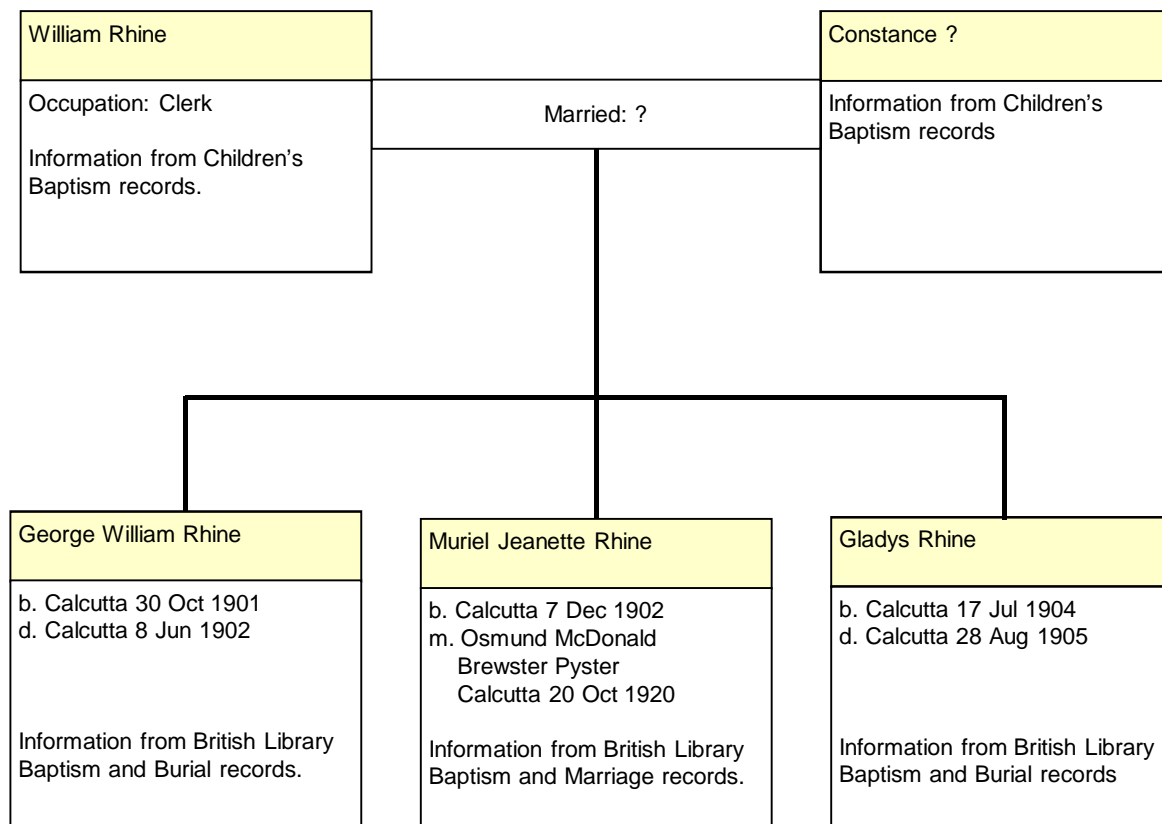 William Rhine
Occupation: Clerk
Information from Children’s
Baptism records.
Married: ?
Constance ?
Information from Children’s
Baptism records
George William Rhine
b. Calcutta 30 Oct 1901
d. Calcutta 8 Jun 1902
Information from British Library
Baptism and Burial records.
Muriel Jeanette Rhine
b. Calcutta 7 Dec 1902
m. Osmund McDonald
Brewster Pyster
Calcutta 20 Oct 1920
Information from British Library
Baptism and Marriage records.
Gladys Rhine
b. Calcutta 17 Jul 1904
d. Calcutta 28 Aug 1905
Information from British Library
Baptism and Burial records